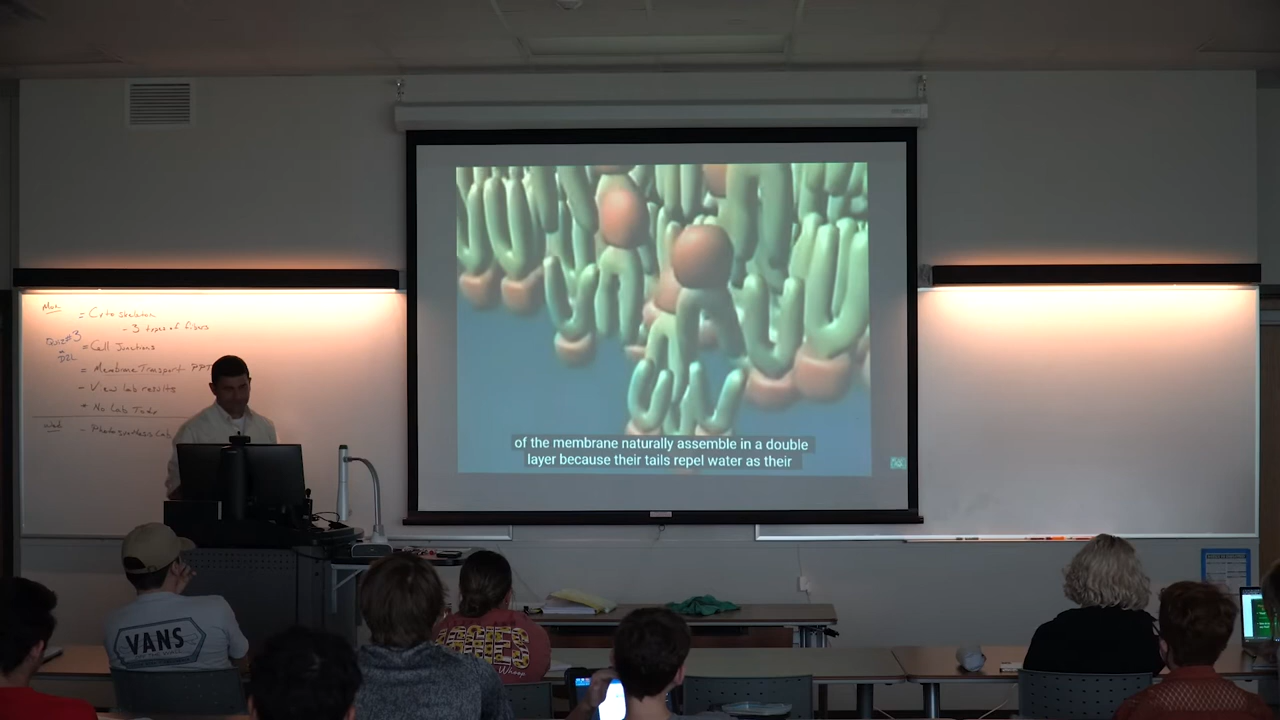 Mon
= Cytoskeleton
- 3 types of fibers
Quiz #3
= Cell Junctions
= Membrane Transport PPT
- View lab results
* No Lab Today
Wed
- Photosynthesis Lab
of the membrane naturally assemble in a double
layer because their tails repel water as their
VANS
AGGIES
Whoop